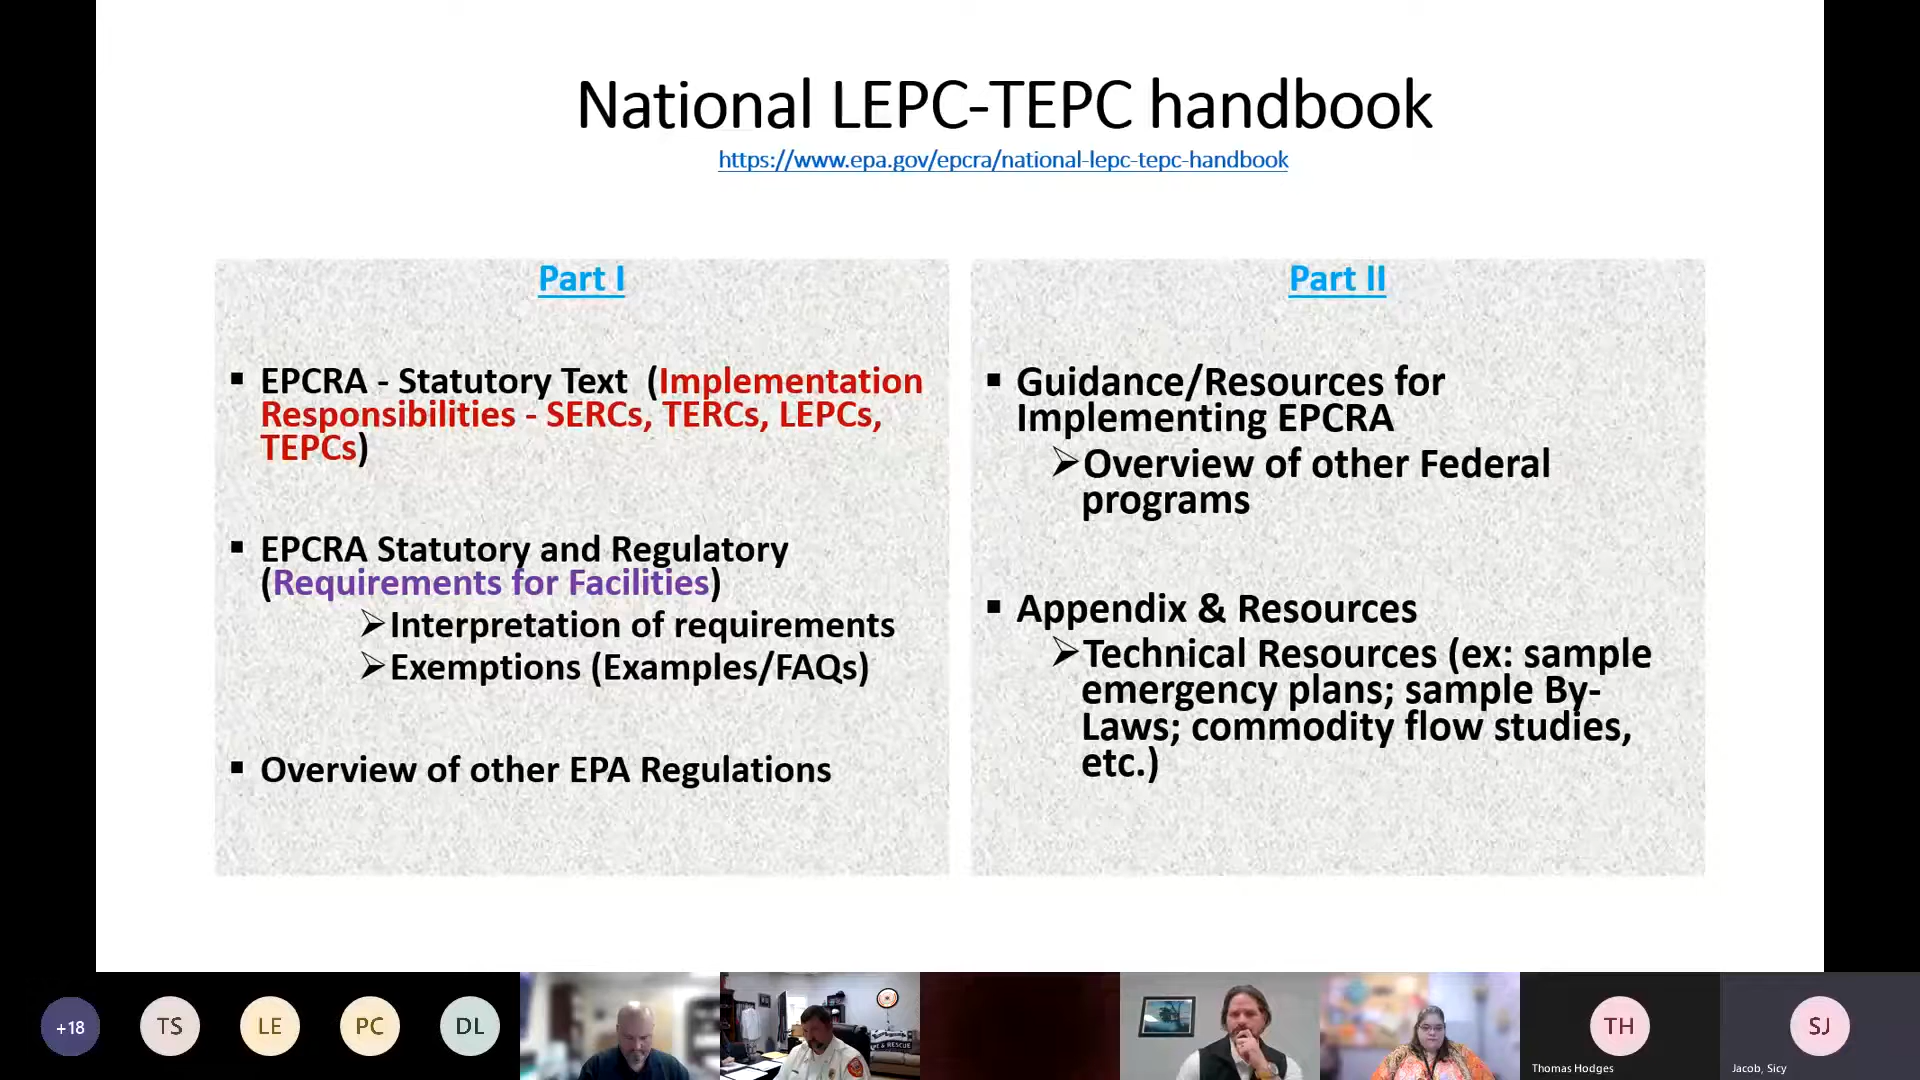 National LEPC-TEPC handbook
https://www.epa.gov/epcra/national-lepc-tepc-handbook
Part I
▪ EPCRA - Statutory Text (Implementation
Responsibilities - SERCs, TERCs, LEPCs,
TEPCs)
▪ EPCRA Statutory and Regulatory
(Requirements for Facilities)
➢Interpretation of requirements
➢Exemptions (Examples/FAQs)
▪ Overview of other EPA Regulations
Part II
▪ Guidance/Resources for
Implementing EPCRA
➢Overview of other Federal
programs
▪ Appendix & Resources
➢Technical Resources (ex: sample
emergency plans; sample By-
Laws; commodity flow studies,
etc.)
+18
TS
LE
PC
DL
& RESCUE
TH
Thomas Hodges
SJ
Jacob, Sicy